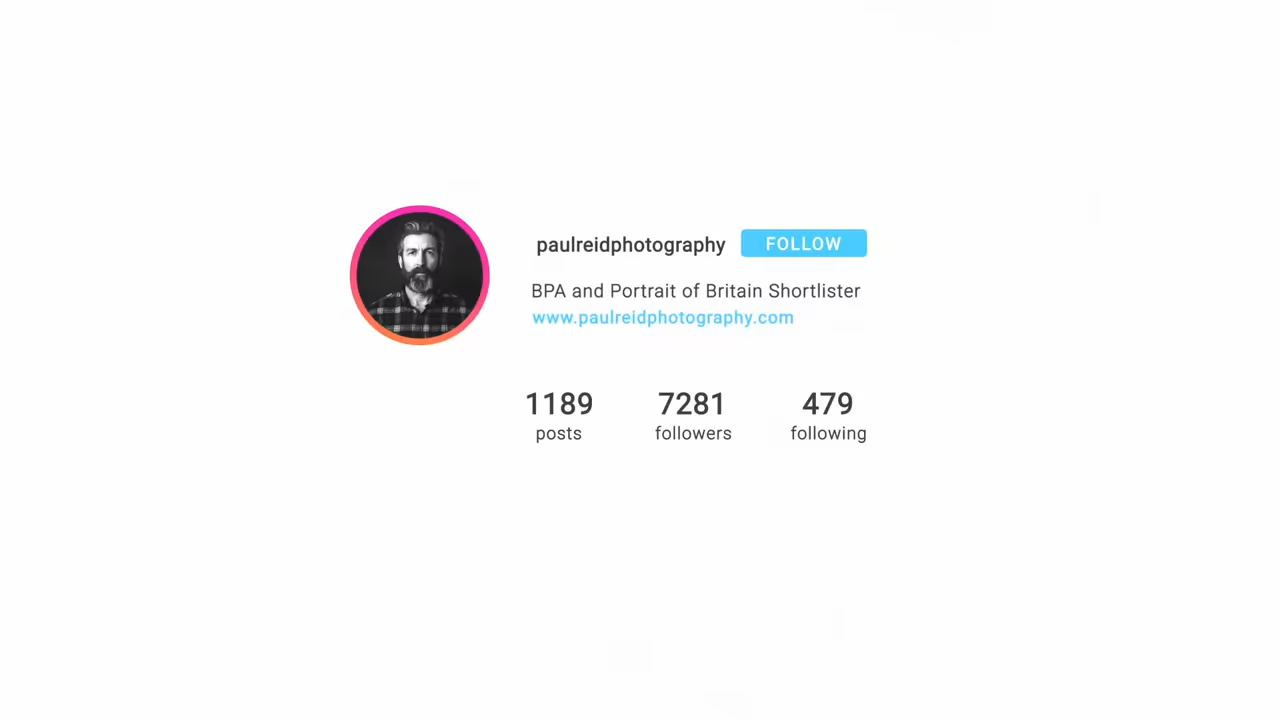 paulreidphotography FOLLOW
BPA and Portrait of Britain Shortlister
www.paulreidphotography.com
1189 7281 479
posts followers following